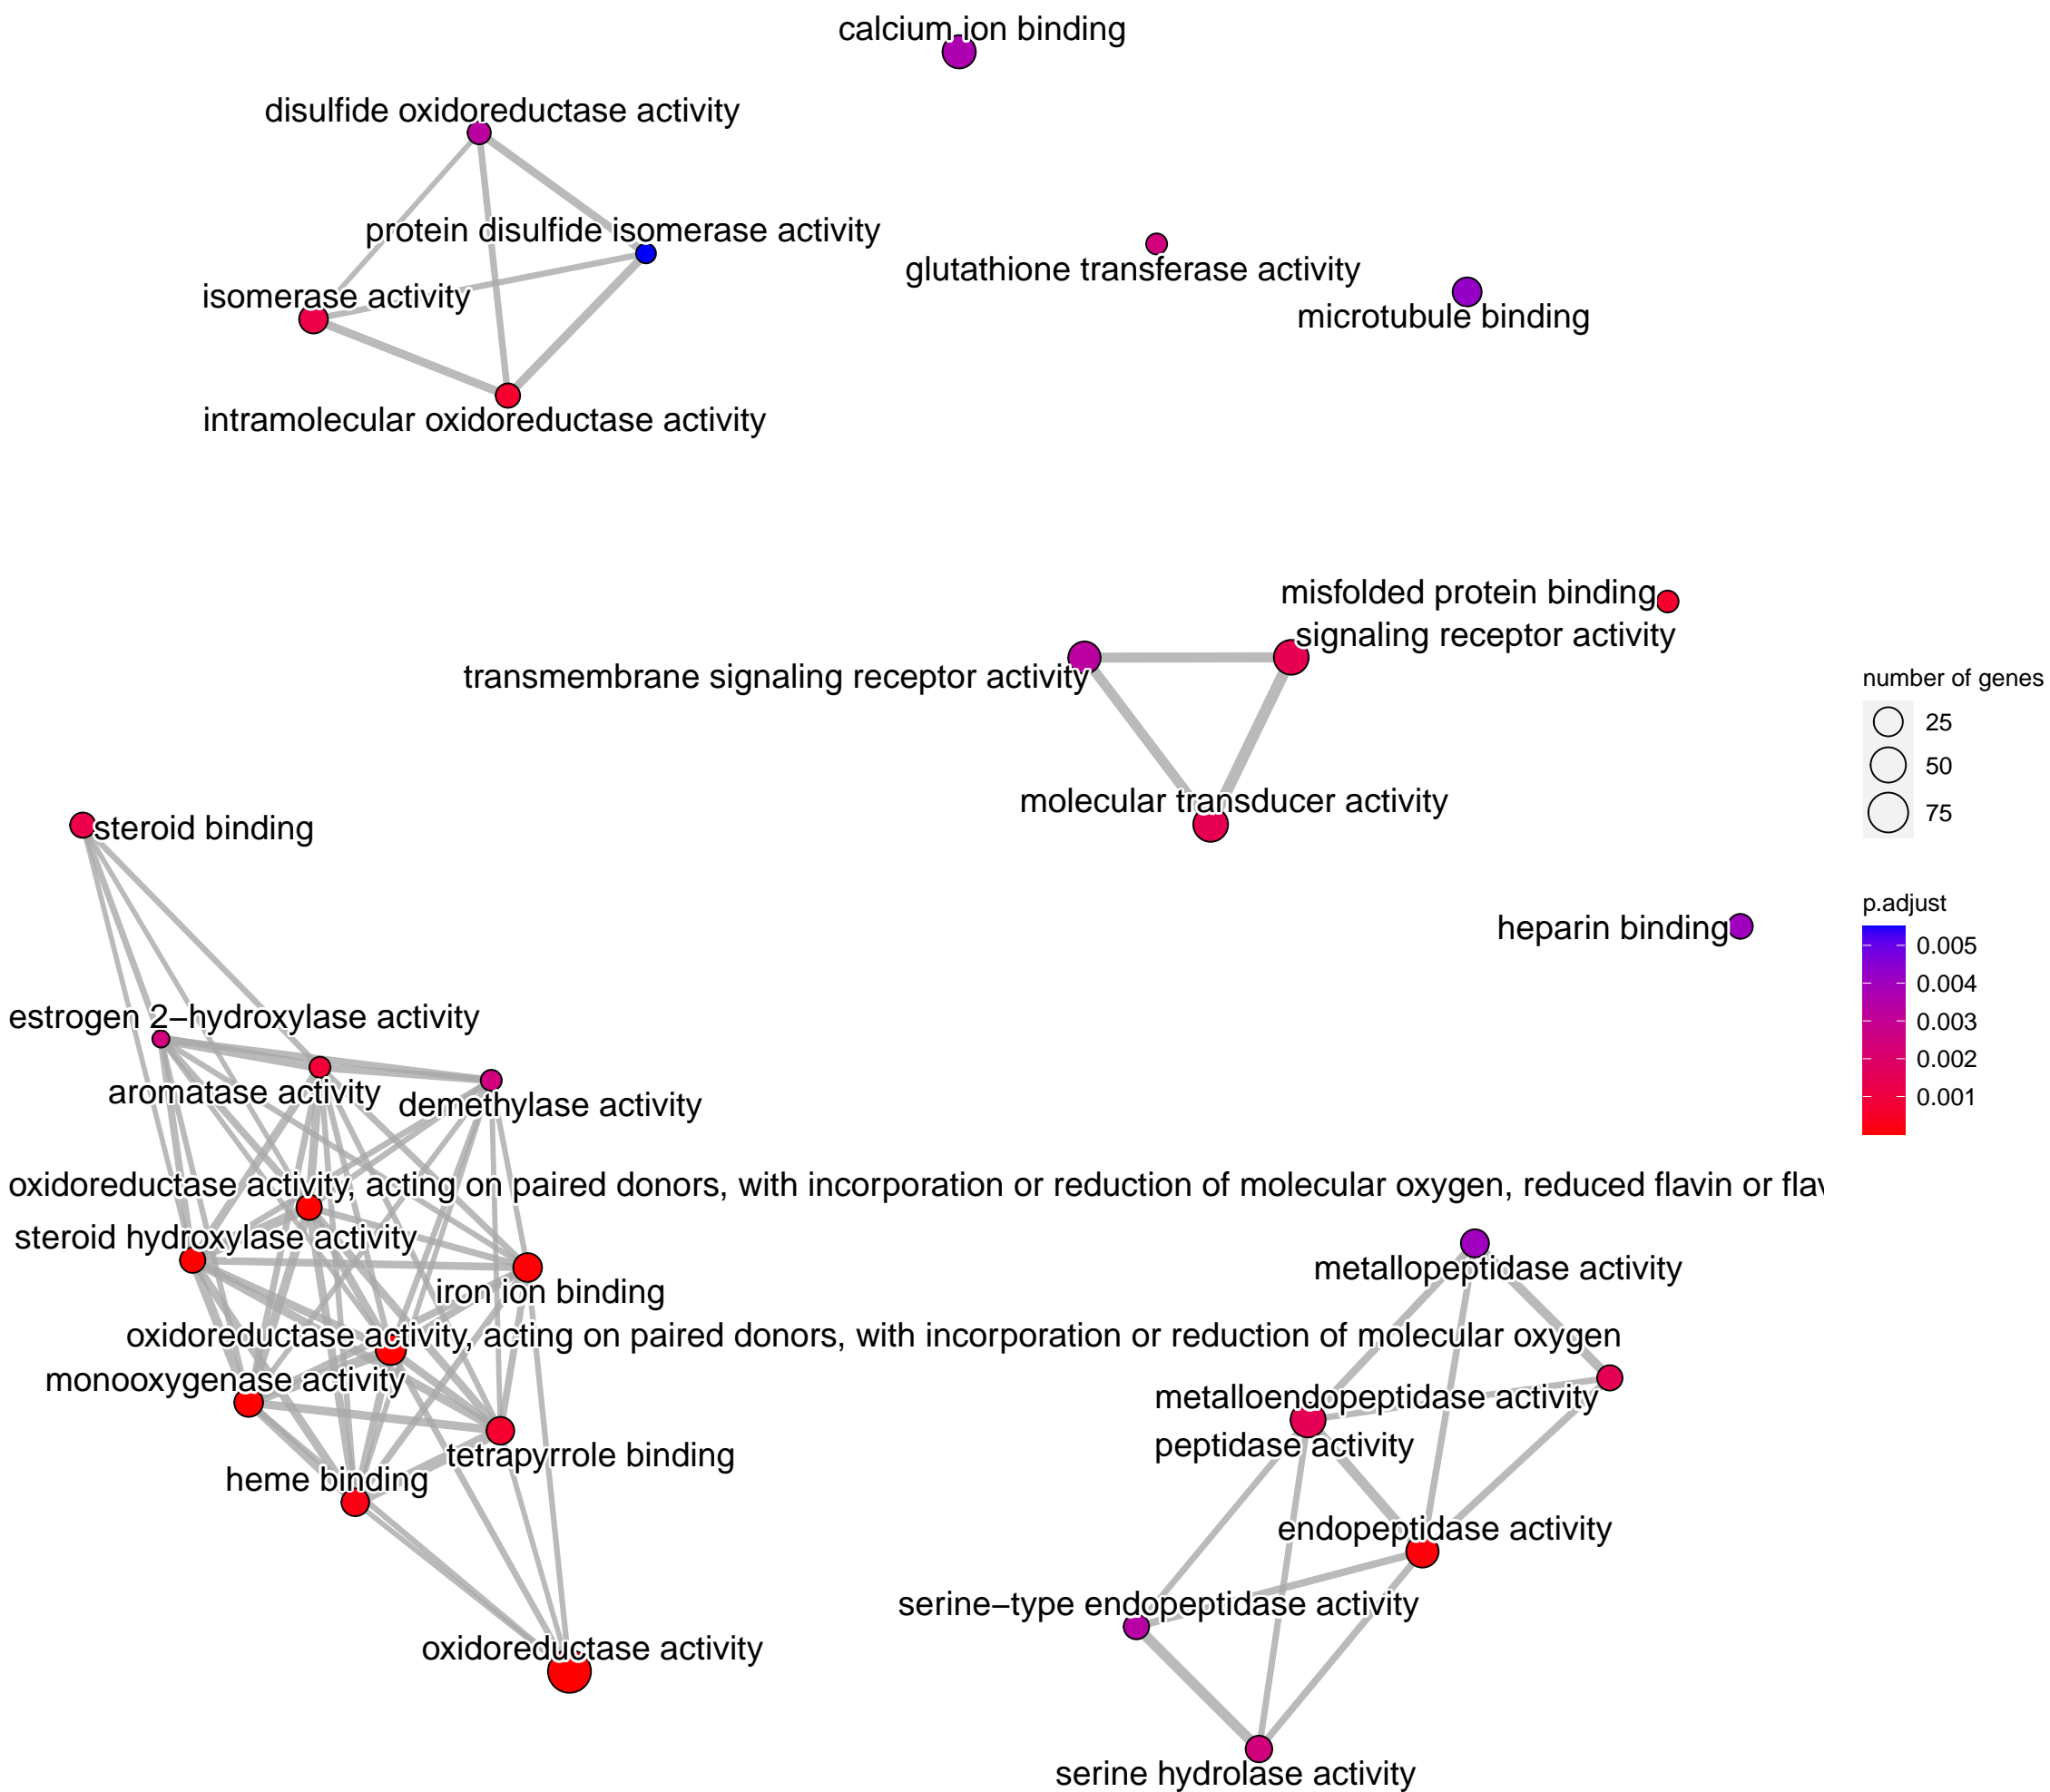 calcium ion binding
disulfide oxidoreductase activity
protein disulfide isomerase activity
glutathione transferase activity
isomerase activity
microtubule binding
intramolecular oxidoreductase activity
misfolded protein binding
signaling receptor activity
transmembrane signaling receptor activity
number of genes
25
50
75
molecular transducer activity
steroid binding
p.adjust
0.005
0.004
0.003
0.002
0.001
heparin binding
estrogen 2−hydroxylase activity
aromatase activity
demethylase activity
oxidoreductase activity, acting on paired donors, with incorporation or reduction of molecular oxygen, reduced flavin or flav
steroid hydroxylase activity
metallopeptidase activity
iron ion binding
oxidoreductase activity, acting on paired donors, with incorporation or reduction of molecular oxygen
monooxygenase activity
metalloendopeptidase activity
peptidase activity
tetrapyrrole binding
heme binding
endopeptidase activity
serine−type endopeptidase activity
oxidoreductase activity
serine hydrolase activity